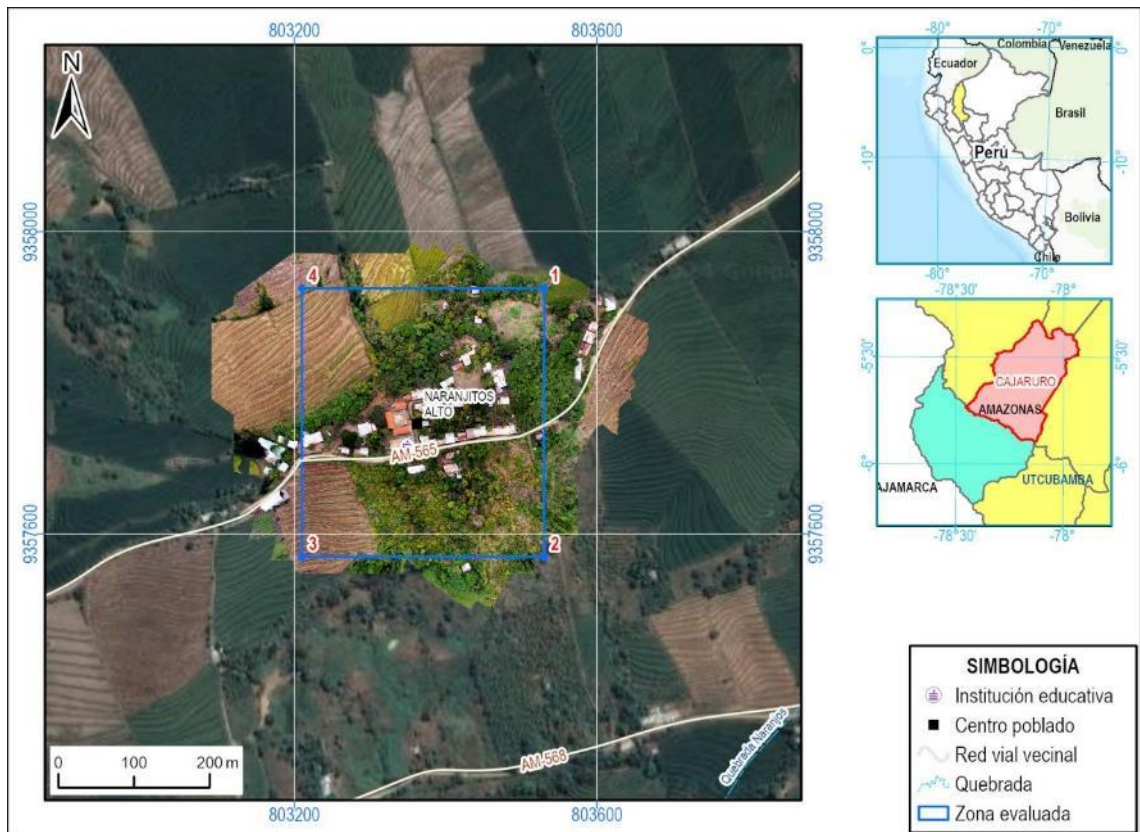 803200
803600
N
9358000
9358000
4
1
NARANJITOS
ALTO
AM-565
9357600
9357600
3
2
AM-568
Quebrada Naranjos
0
100
200 m
803200
803600
-80°
-70°
0°
0°
Colombia
Venezuela
Ecuador
Brasil
Perú
-10°
-10°
Bolivia
Chile
-80°
-70°
-78°30'
-78°
-5°30'
-5°30'
CAJARURO
AMAZONAS
-6°
-6°
AJAMARCA
UTCUBAMBA
-78°30'
-78°
SIMBOLOGÍA
Institución educativa
Centro poblado
Red vial vecinal
Quebrada
Zona evaluada